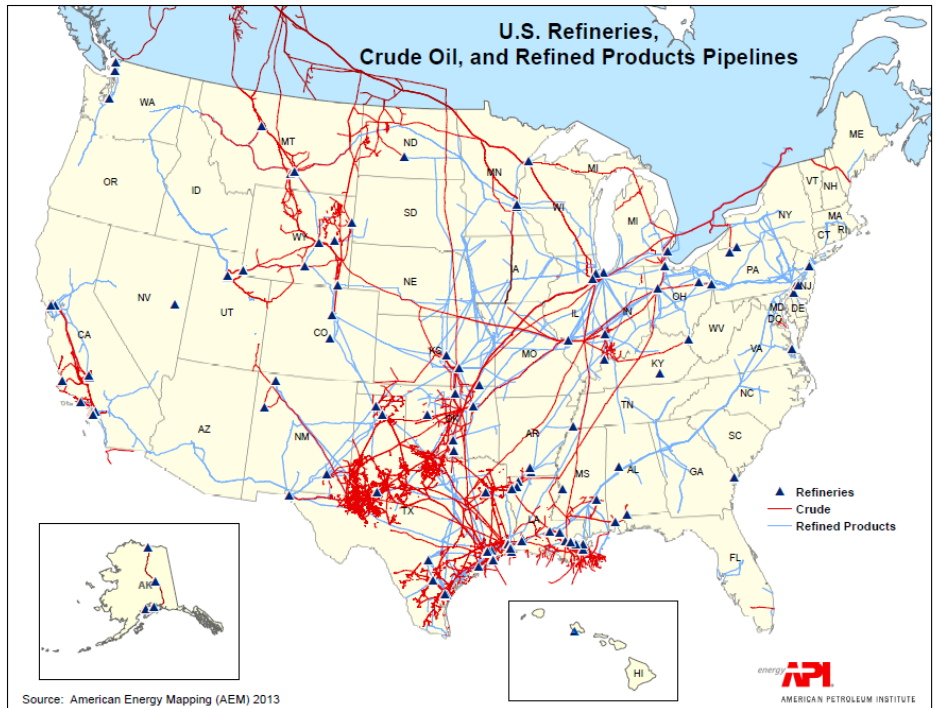 U.S. Refineries,
Crude Oil, and Refined Products Pipelines
WA
MT
ND
ME
OR
ID
MN
MI
VT
NH
SD
WI
MI
NY
MA
CT
RI
WY
IA
PA
NE
NJ
NV
UT
IL
IN
OH
MD
DE
DC
CA
CO
WV
KS
MO
VA
KY
OK
NC
TN
AZ
NM
AR
SC
MS
AL
GA
TX
LA
FL
Refineries
Crude
Refined Products
AK
HI
energy API
AMERICAN PETROLEUM INSTITUTE
Source: American Energy Mapping (AEM) 2013